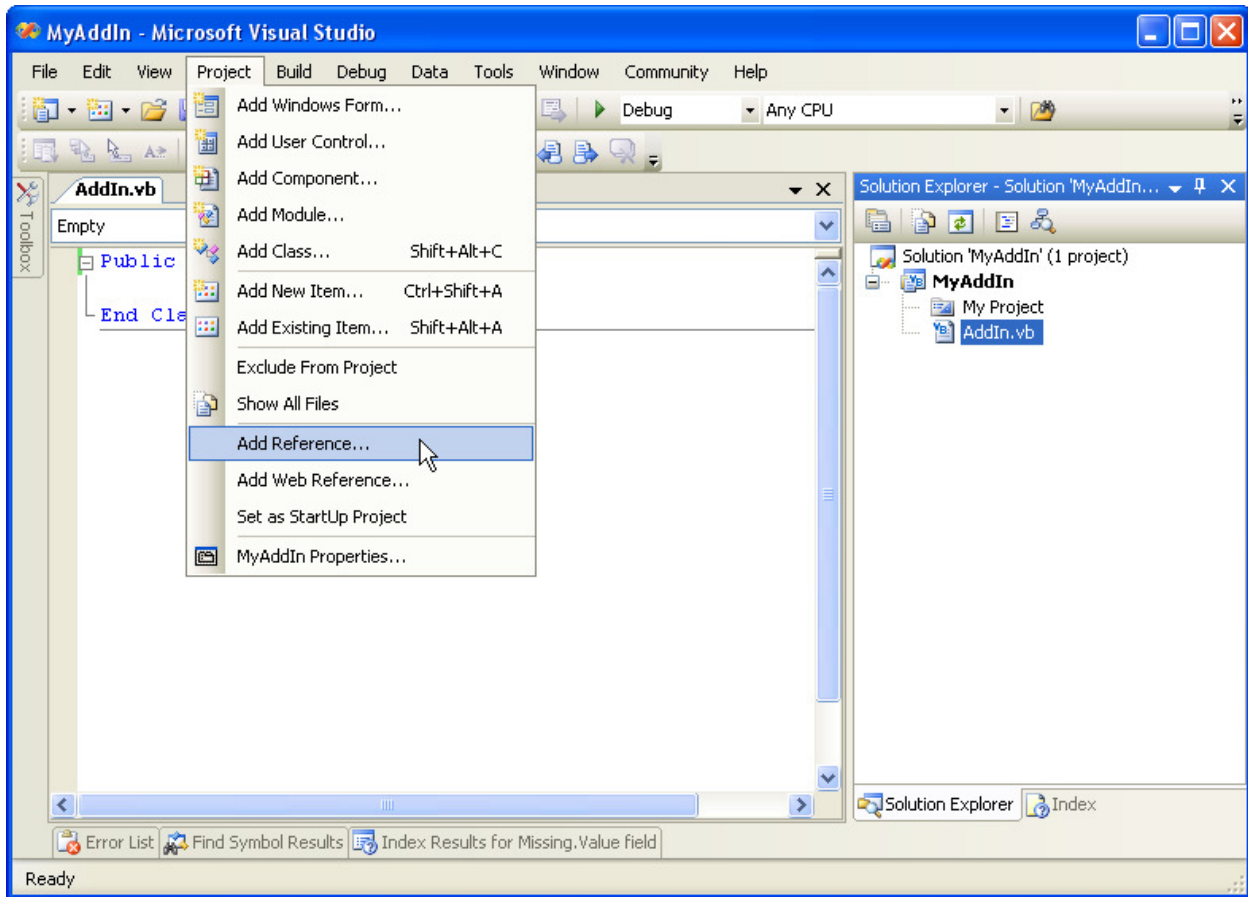 MyAddIn - Microsoft Visual Studio
File Edit View Project Build Debug Data Tools Window Community Help
Debug Any CPU
Add Windows Form...
Add User Control...
Add Component...
Add Module...
Add Class... Shift+Alt+C
Add New Item... Ctrl+Shift+A
Add Existing Item... Shift+Alt+A
Exclude From Project
Show All Files
Add Reference...
Add Web Reference...
Set as StartUp Project
MyAddIn Properties...
Toolbox
AddIn.vb
Empty
Public
End Cla
Solution Explorer - Solution 'MyAddIn...
Solution 'MyAddIn' (1 project)
MyAddIn
My Project
AddIn.vb
Solution Explorer Index
Error List Find Symbol Results Index Results for Missing.Value field
Ready